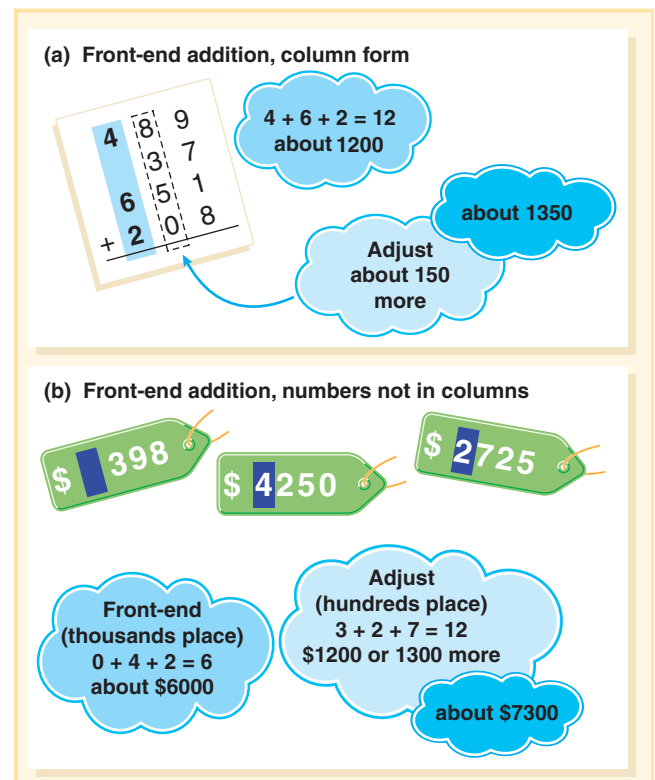 (a) Front-end addition, column form
4 8 9
3 7
6 5 1
+ 2 0 8
4 + 6 + 2 = 12
about 1200
Adjust
about 150
more
about 1350
(b) Front-end addition, numbers not in columns
$ 398
$ 4250
$ 2725
Front-end
(thousands place)
0 + 4 + 2 = 6
about $6000
Adjust
(hundreds place)
3 + 2 + 7 = 12
$1200 or 1300 more
about $7300